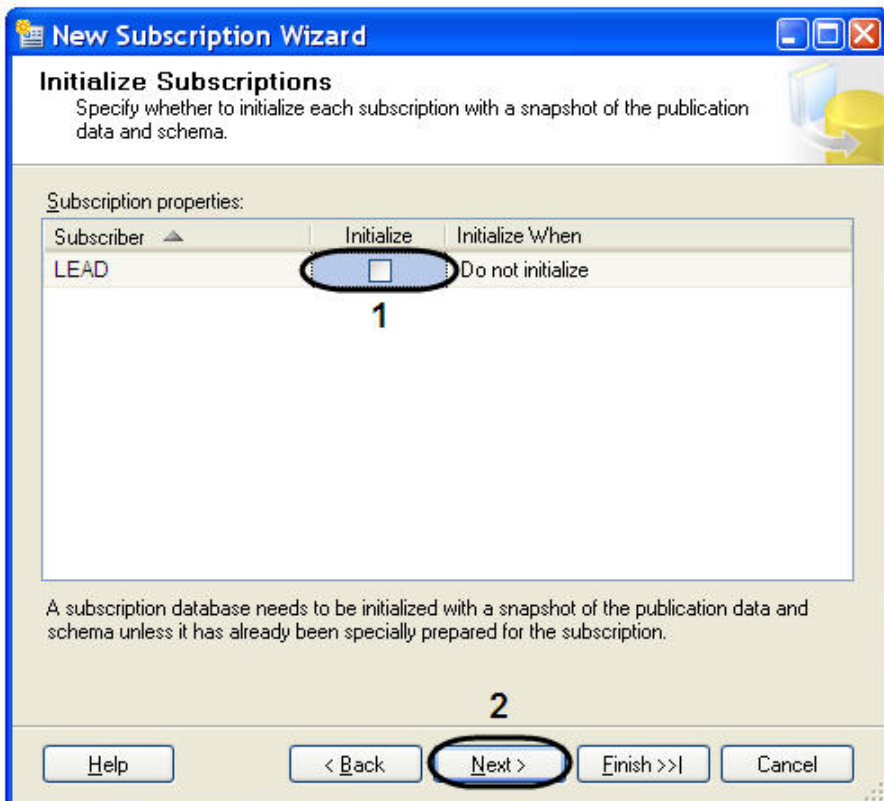 New Subscription Wizard
Initialize Subscriptions
Specify whether to initialize each subscription with a snapshot of the publication
data and schema.
Subscription properties:
Subscriber Initialize Initialize When
LEAD Do not initialize
1
A subscription database needs to be initialized with a snapshot of the publication data and
schema unless it has already been specially prepared for the subscription.
2
Help < Back Next > Finish >>| Cancel